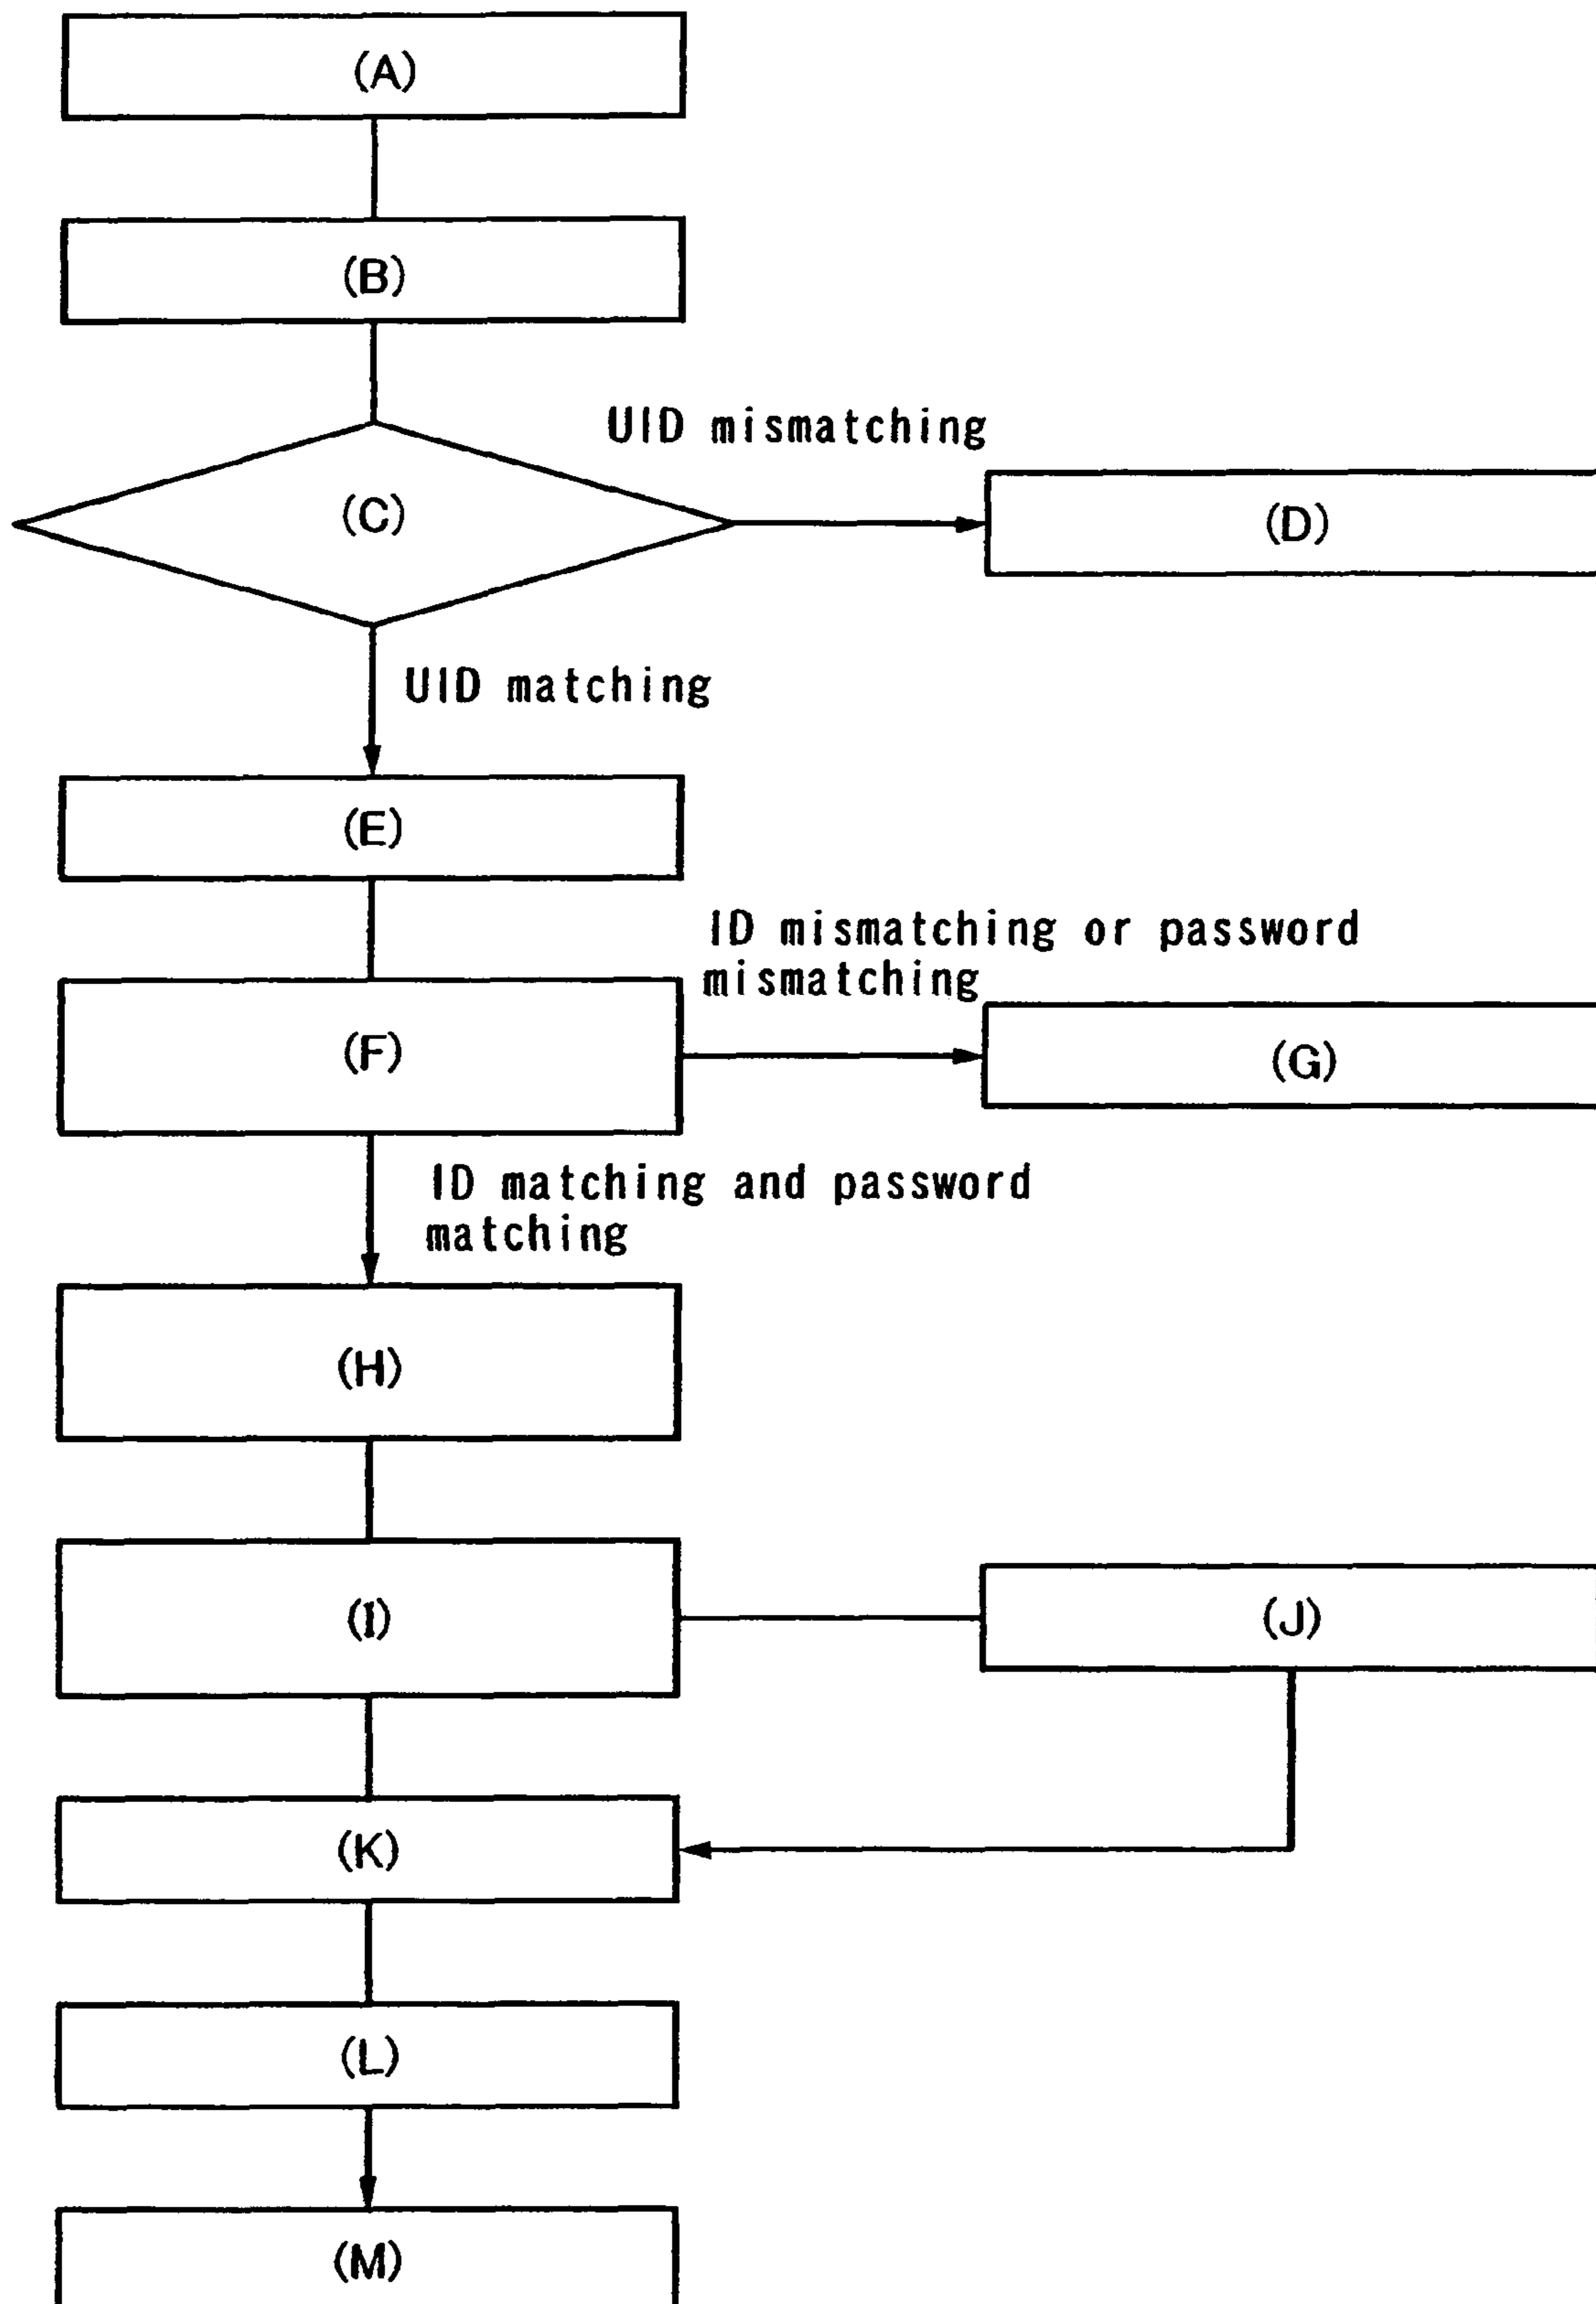 (A)
(B)
UID mismatching
(C)
(D)
UID matching
(E)
ID mismatching or password
mismatching
(F)
(G)
ID matching and password
matching
(H)
(I)
(J)
(K)
(L)
(M)